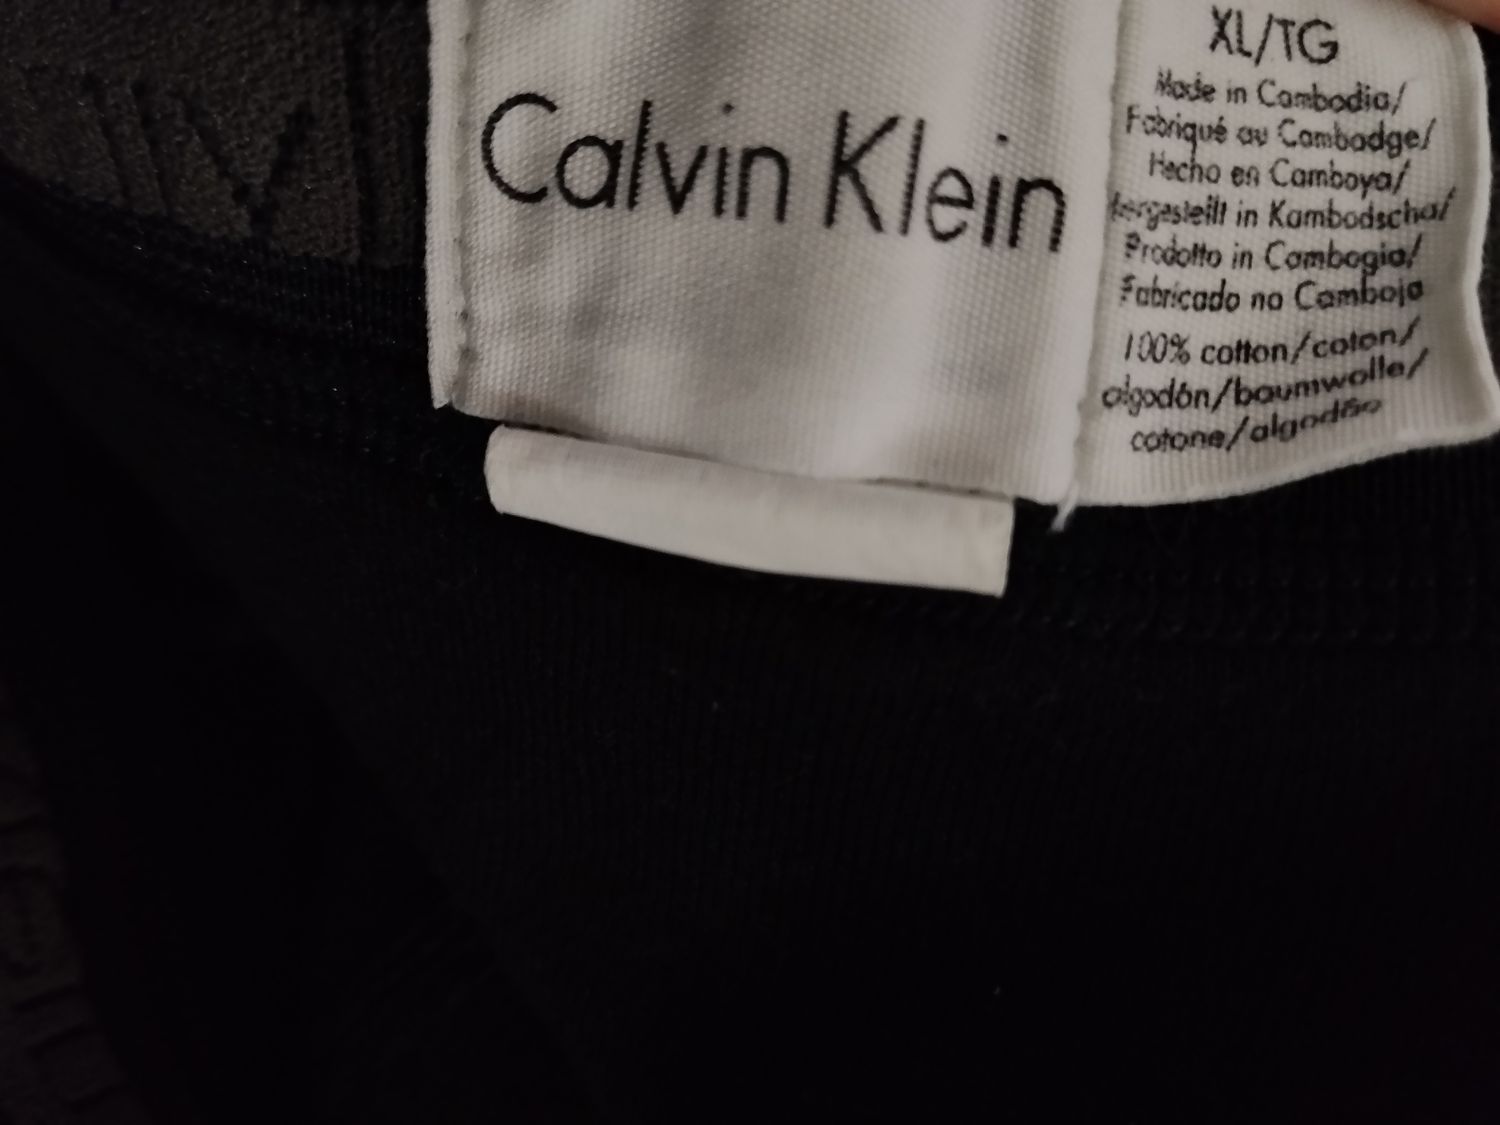 Calvin Klein
XL/TG
Made in Cambodia/
Fabriqué au Cambodge/
Hecho en Camboya/
Hergestellt in Kambodscha/
Prodotto in Cambogia/
Fabricado no Camboja
100% cotton/coton/
algodón/baumwolle/
cotone/algodão